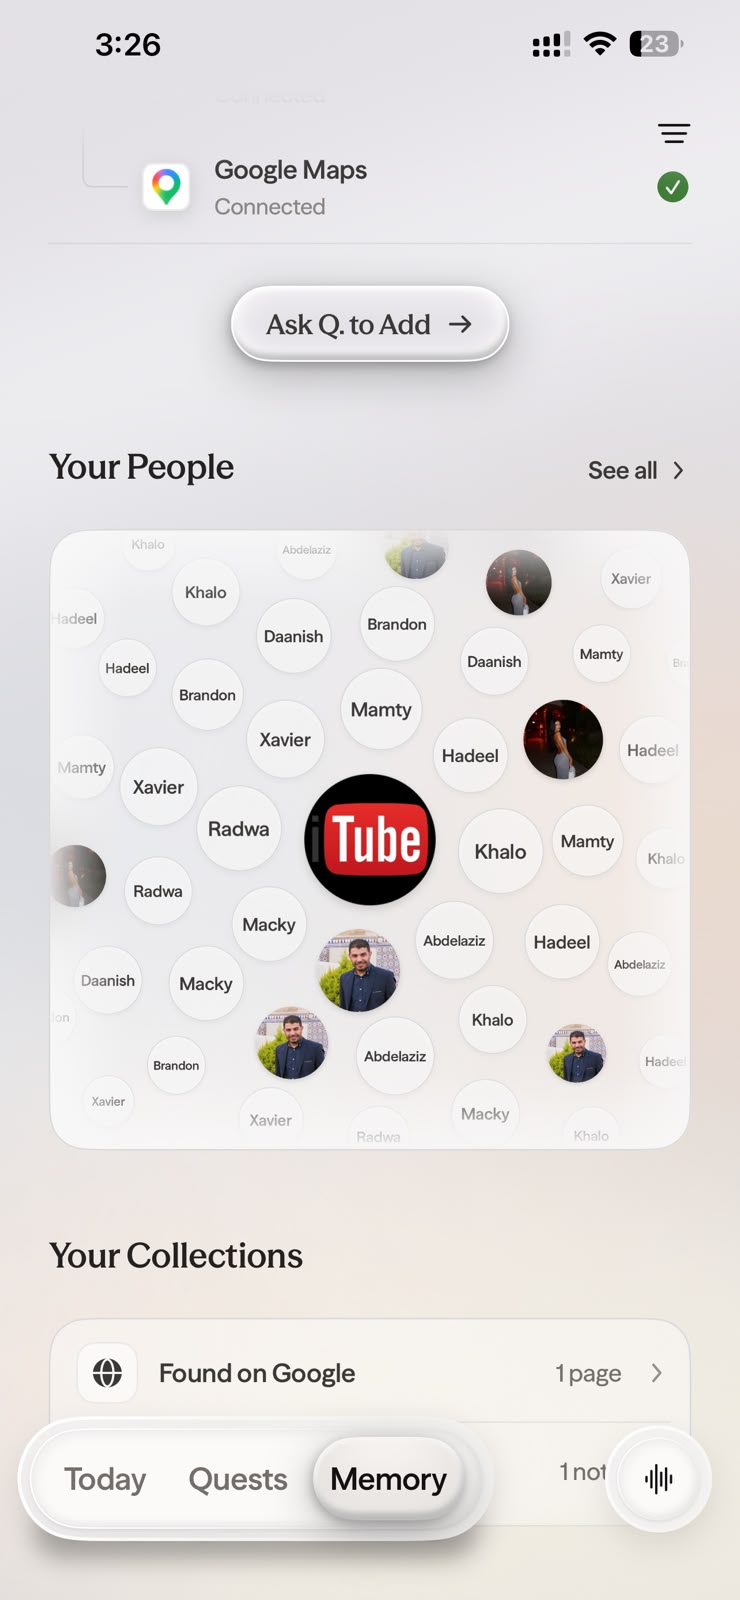 3:26
23
Connected
Google Maps
Connected
Ask Q. to Add
Your People
See all
Khalo
Abdelaziz
Xavier
Khalo
Hadeel
Brandon
Daanish
Mamty
Daanish
Hadeel
Brandon
Mamty
Xavier
Hadeel
Hadeel
Mamty
Xavier
Radwa
Tube
Khalo
Mamty
Khalo
Radwa
Macky
Abdelaziz
Hadeel
Abdelaziz
Daanish
Macky
Khalo
Abdelaziz
Brandon
Hadeel
Xavier
Xavier
Macky
Radwa
Khalo
Your Collections
Found on Google
1 page
1 not
Today
Quests
Memory